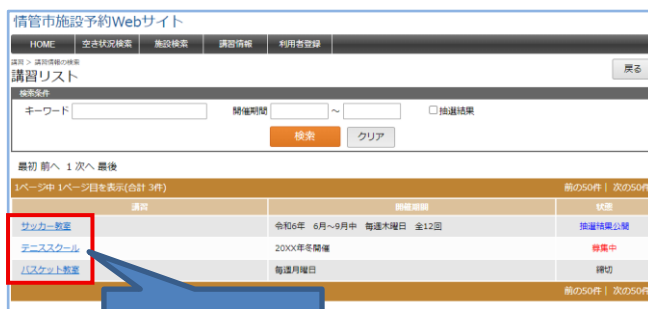 情管市施設予約Webサイト
HOME 空き状況検索 施設検索 講習情報 利用者登録
講習 > 講習情報の検索
講習リスト
戻る
検索条件
キーワード 開催期間 ～ 抽選結果
検索 クリア
最初 前へ 1 次へ 最後
1ページ中 1ページ目を表示(合計 3件) 前の50件| 次の50件
講習 開催期間 状態
サッカー教室 令和6年 6月～9月中 毎週木曜日 全12回 抽選結果公開
テニススクール 20XX年冬開催 募集中
バスケット教室 毎週月曜日 締切
前の50件| 次の50件